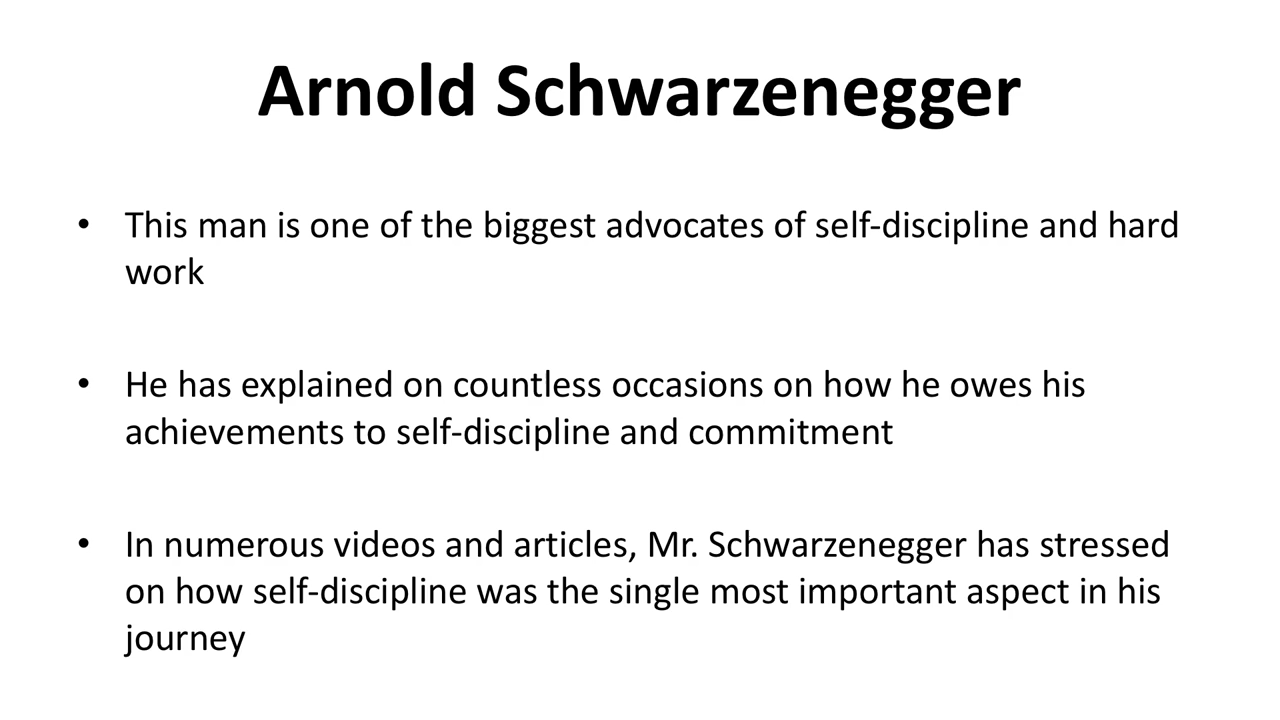 Arnold Schwarzenegger
• This man is one of the biggest advocates of self-discipline and hard
work
• He has explained on countless occasions on how he owes his
achievements to self-discipline and commitment
• In numerous videos and articles, Mr. Schwarzenegger has stressed
on how self-discipline was the single most important aspect in his
journey